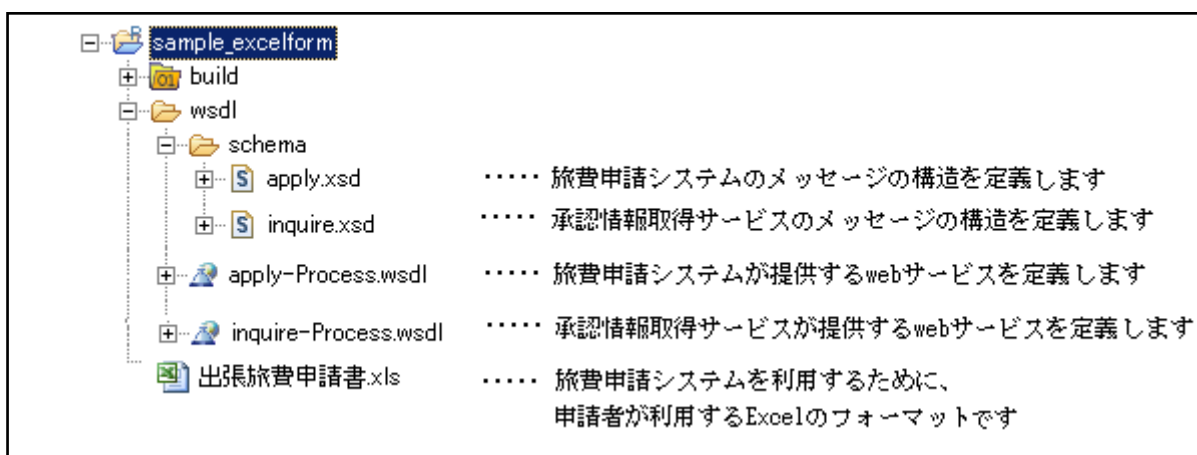 sample_excelform
build
wsdl
schema
apply.xsd ····· 旅費申請システムのメッセージの構造を定義します
inquire.xsd ····· 承認情報取得サービスのメッセージの構造を定義します
apply-Process.wsdl ····· 旅費申請システムが提供するwebサービスを定義します
inquire-Process.wsdl ····· 承認情報取得サービスが提供するwebサービスを定義します
出張旅費申請書.xls ····· 旅費申請システムを利用するために、
申請者が利用するExcelのフォーマットです